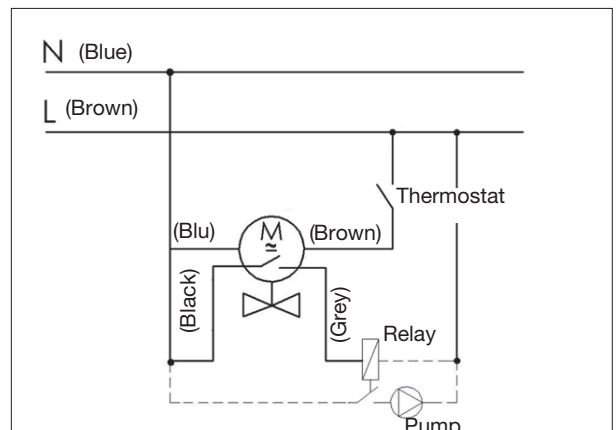 N (Blue)
L (Brown)
Thermostat
(Blu)
M
(Brown)
(Black)
(Grey)
Relay
Pump